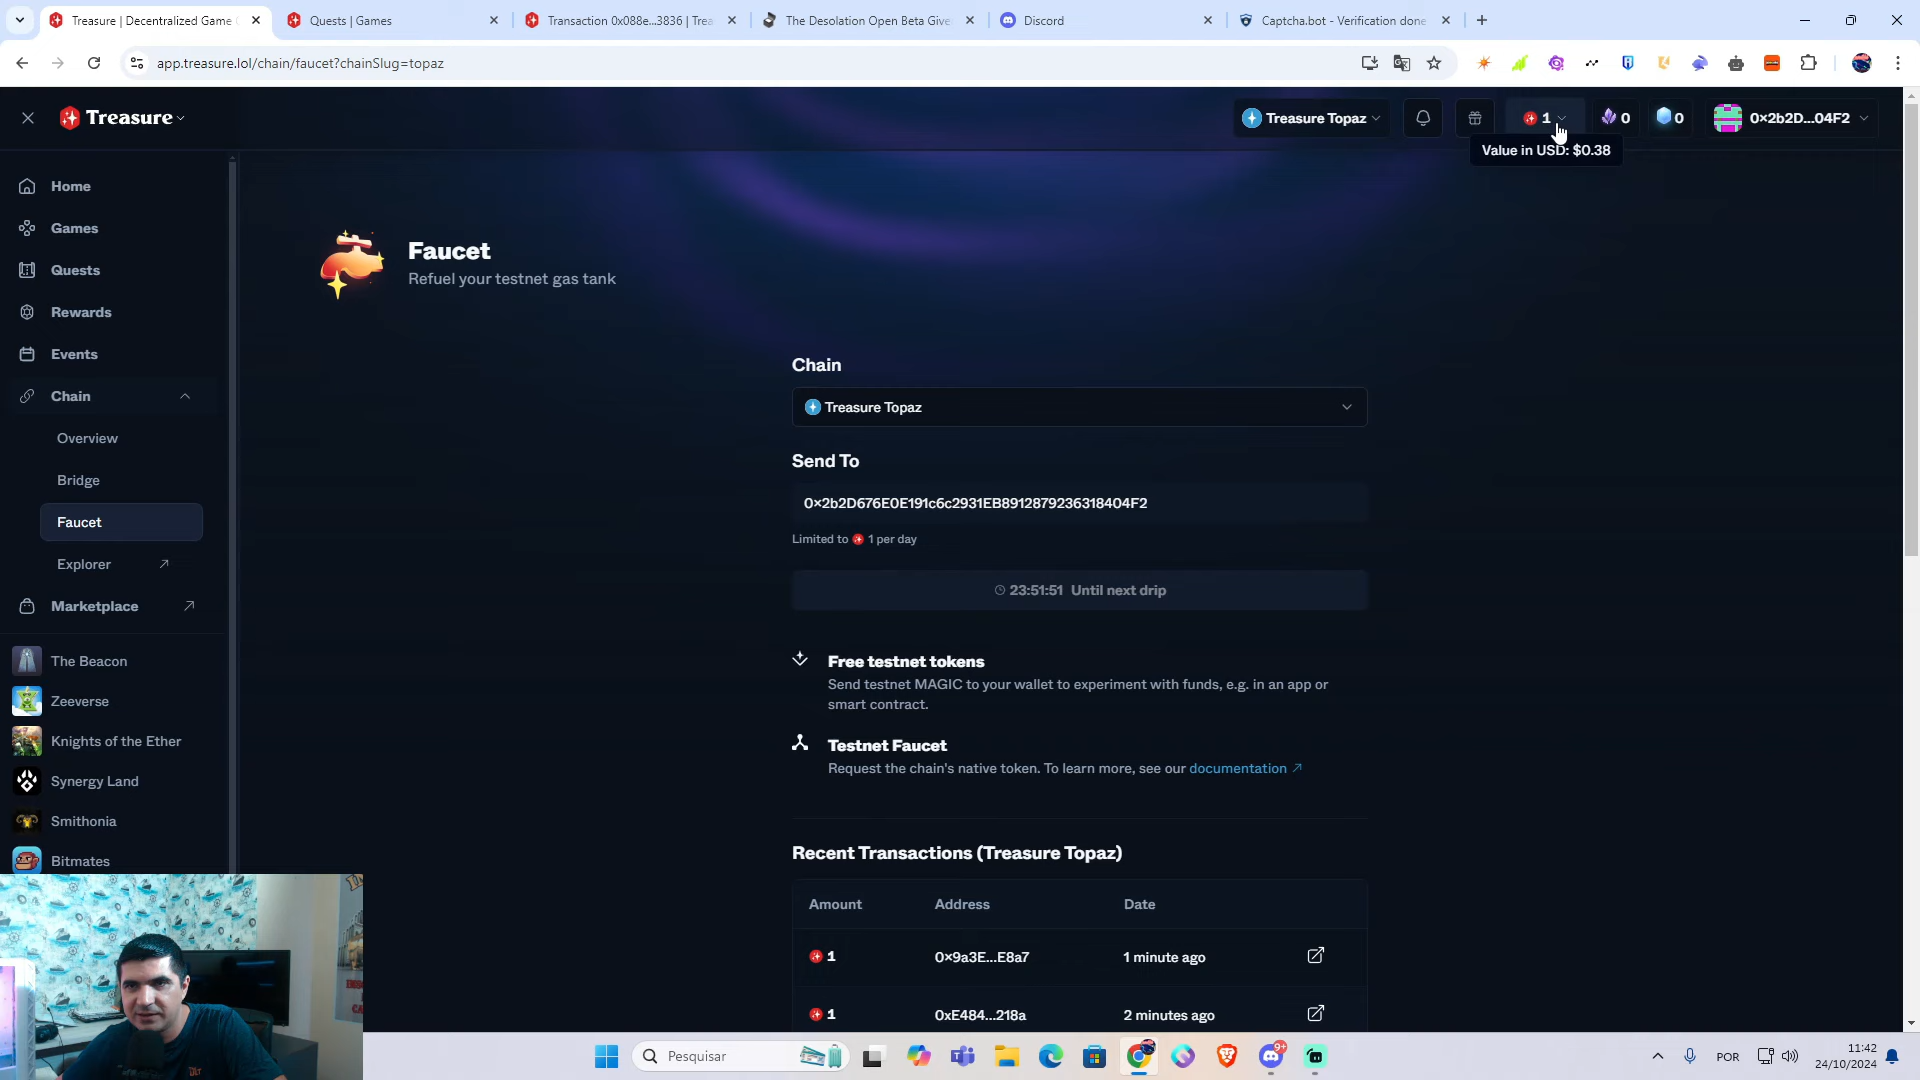 Treasure | Decentralized Game
Quests | Games
Transaction 0x088e...3836 | Trea
The Desolation Open Beta Give
Discord
Captcha.bot - Verification done
app.treasure.lol/chain/faucet?chainSlug=topaz
Treasure
Treasure Topaz
1
0
0
0×2b2D...04F2
Value in USD: $0.38
Home
Games
Quests
Rewards
Events
Chain
Overview
Bridge
Faucet
Explorer
Marketplace
The Beacon
Zeeverse
Knights of the Ether
Synergy Land
Smithonia
Bitmates
Faucet
Refuel your testnet gas tank
Chain
Treasure Topaz
Send To
0×2b2D676E0E191c6c2931EB8912879236318404F2
Limited to 1 per day
23:51:51 Until next drip
Free testnet tokens
Send testnet MAGIC to your wallet to experiment with funds, e.g. in an app or
smart contract.
Testnet Faucet
Request the chain's native token. To learn more, see our documentation
Recent Transactions (Treasure Topaz)
Amount Address Date
1 0×9a3E...E8a7 1 minute ago
1 0xE484...218a 2 minutes ago
Pesquisar
9+
POR
11:42
24/10/2024